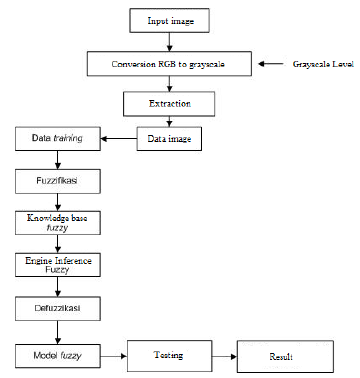 Input image
Conversion RGB to grayscale
Grayscale Level
Extraction
Data training
Data image
Fuzzifikasi
Knowledge base
fuzzy
Engine Inference
Fuzzy
Defuzzikasi
Model fuzzy
Testing
Result